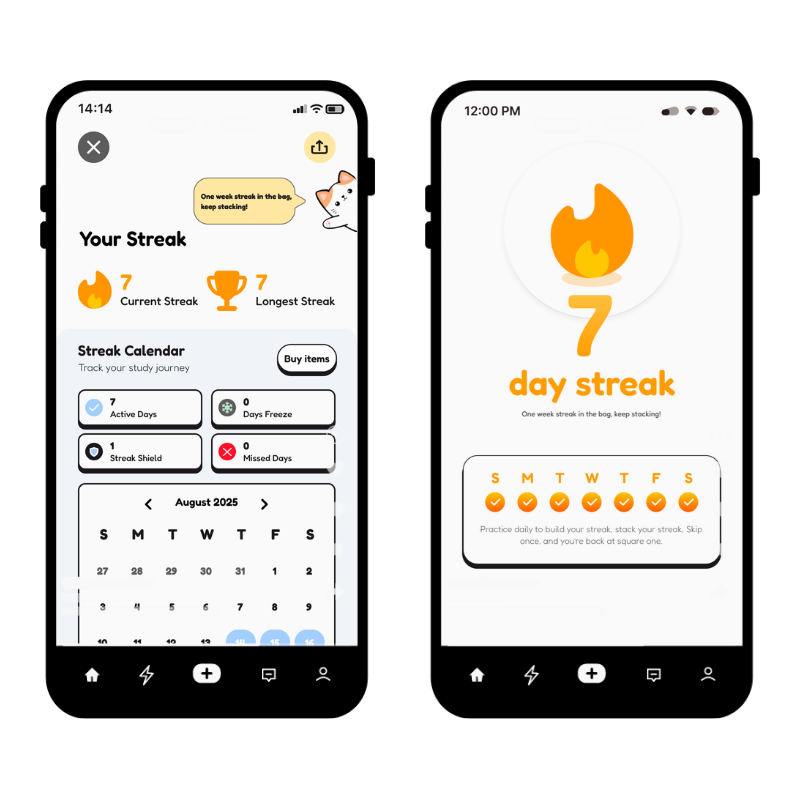 14:14
One week streak in the bag,
keep stacking!
Your Streak
7
Current Streak
7
Longest Streak
Streak Calendar
Track your study journey
Buy items
7
Active Days
0
Days Freeze
1
Streak Shield
0
Missed Days
August 2025
S M T W T F S
27 28 29 30 31 1 2
3 4 5 6 7 8 9
10 11 12 13 14 15 16
12:00 PM
7
day streak
One week streak in the bag, keep stacking!
S M T W T F S
Practice daily to build your streak, stack your streak, Skip
once, and you're back at square one.